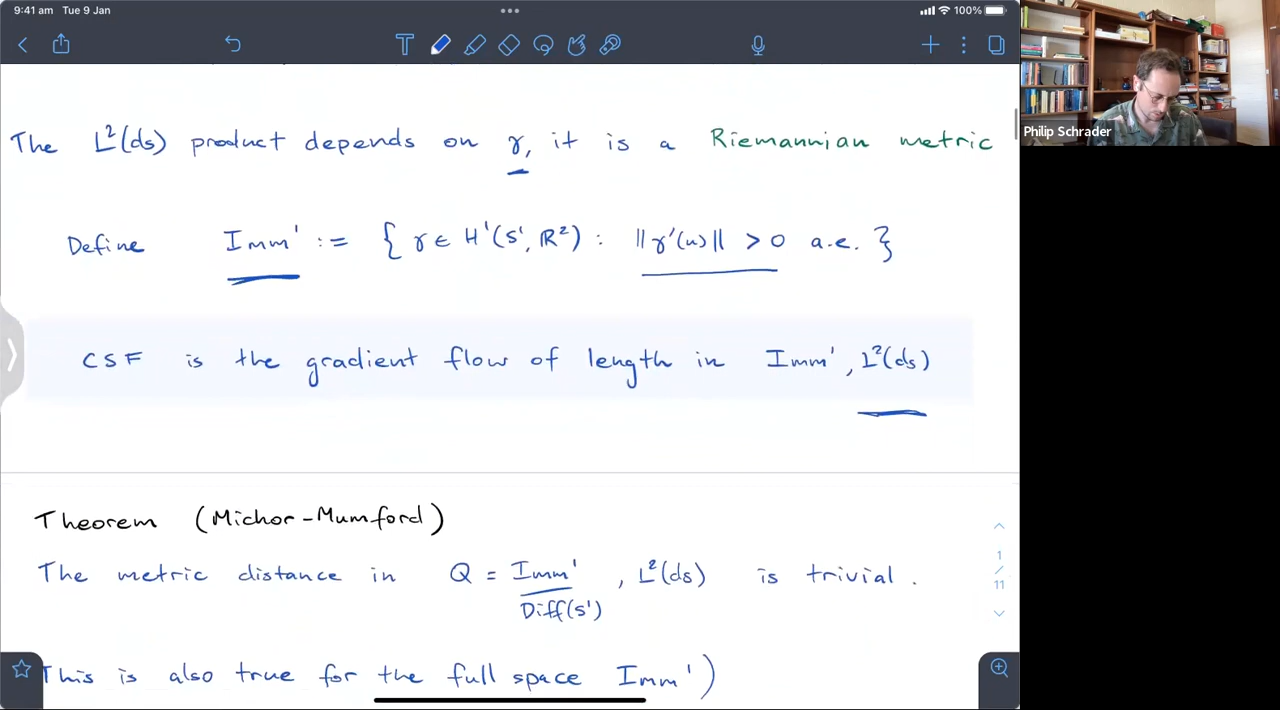 9:41 am Tue 9 Jan
100%
Philip Schrader
The L²(ds) product depends on γ, it is a Riemannian metric
Define Imm¹ := { γ ∈ H¹(S¹, ℝ²) : ||γ'(u)|| > 0 a.e. }
CSF is the gradient flow of length in Imm¹, L²(ds)
Theorem (Michor-Mumford)
The metric distance in Q = Imm¹ / Diff(S¹), L²(ds) is trivial.
1 / 11
This is also true for the full space Imm¹)